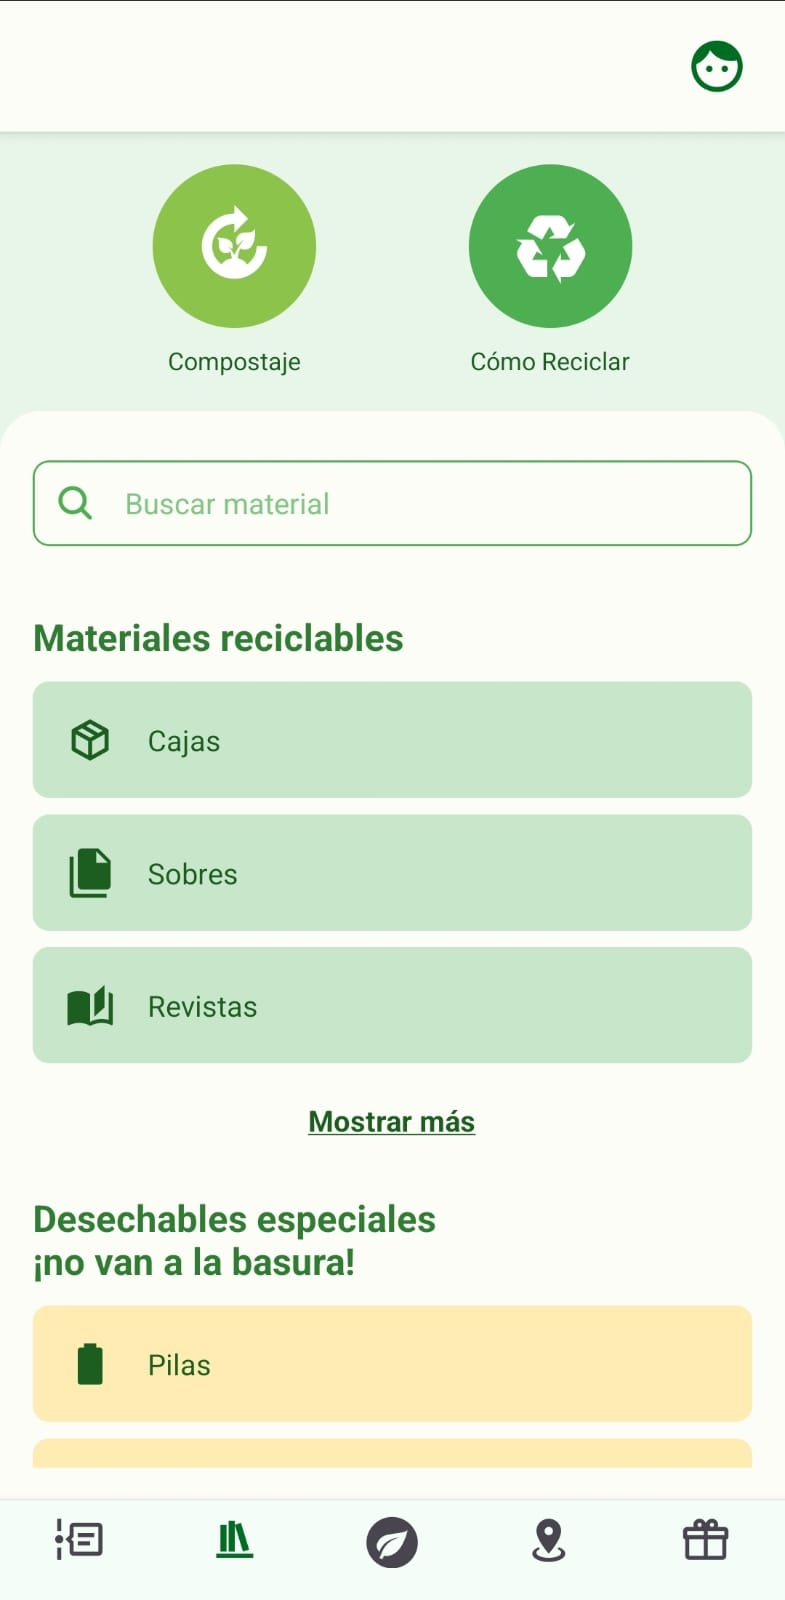 Compostaje
Cómo Reciclar
Buscar material
Materiales reciclables
Cajas
Sobres
Revistas
Mostrar más
Desechables especiales
¡no van a la basura!
Pilas